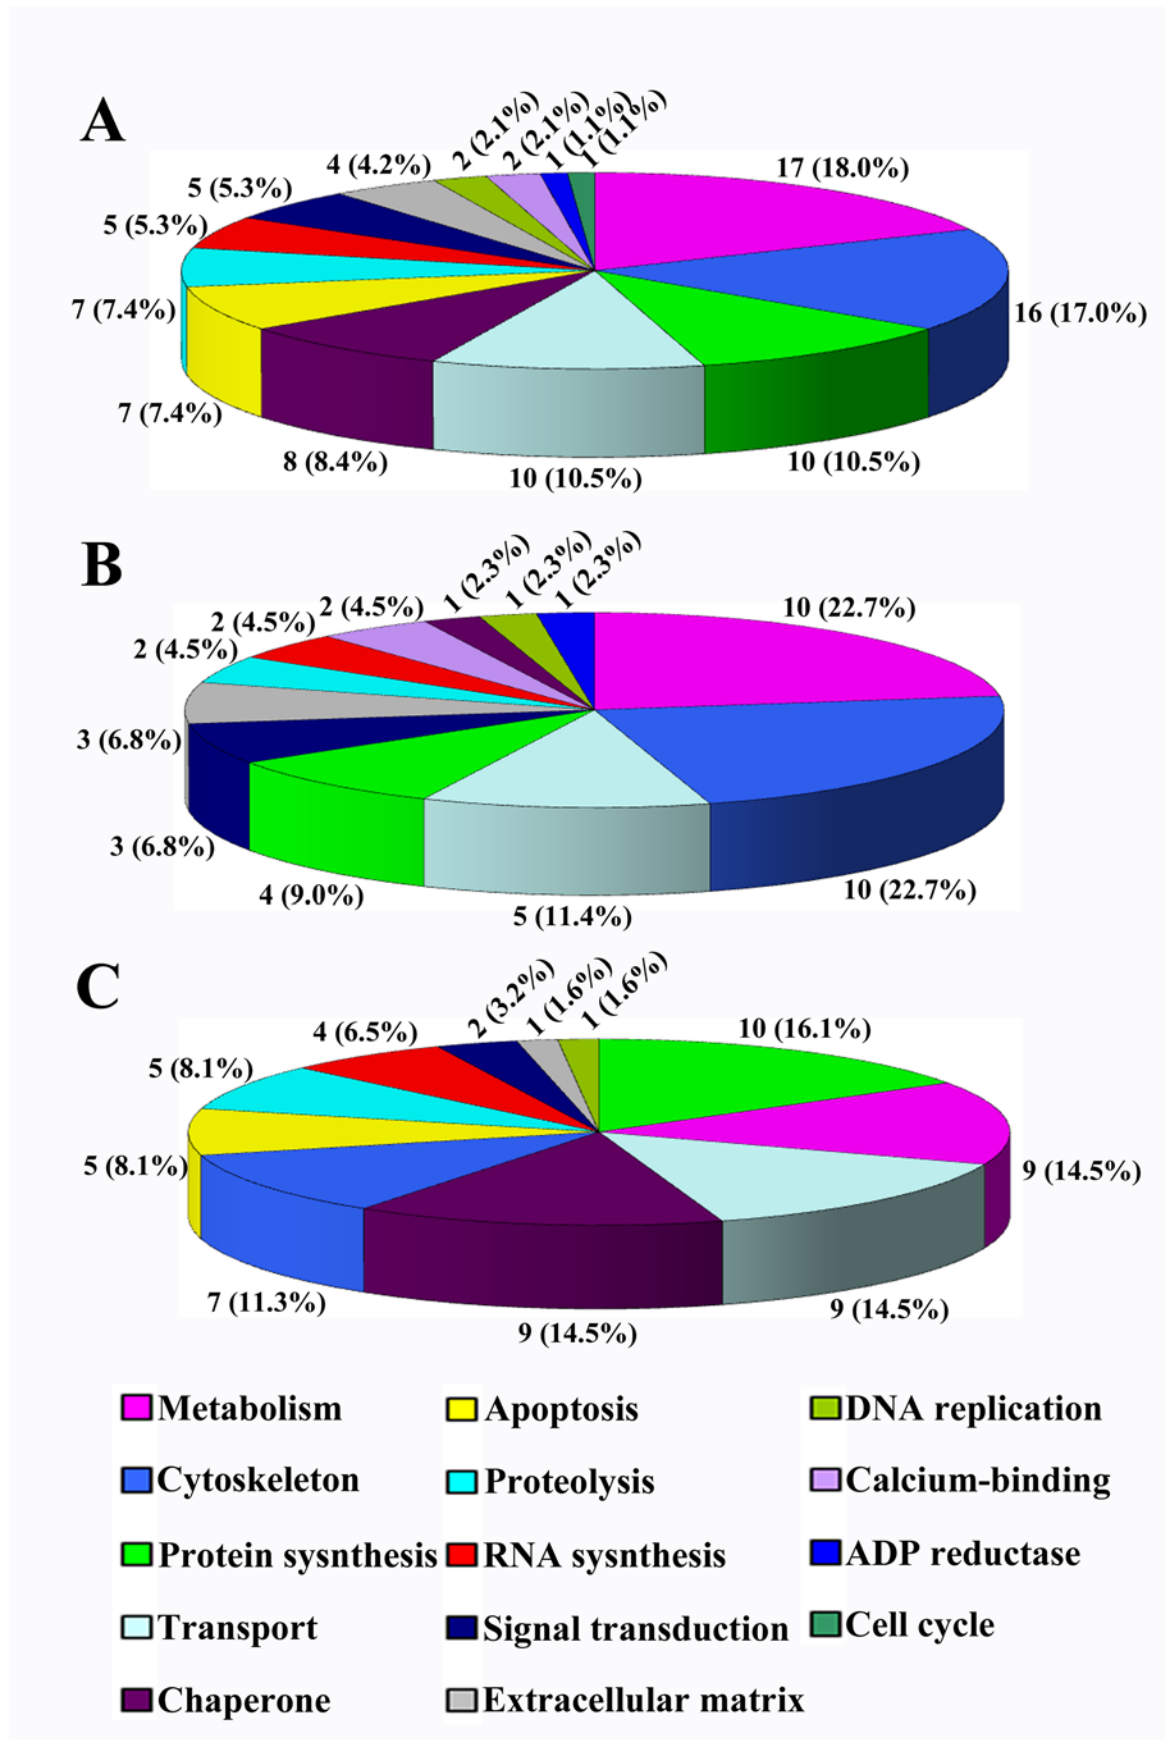 A
2 (2.1%)
2 (2.1%)
1 (1.1%)
1 (1.1%)
4 (4.2%)
17 (18.0%)
5 (5.3%)
5 (5.3%)
7 (7.4%)
16 (17.0%)
7 (7.4%)
8 (8.4%)
10 (10.5%)
10 (10.5%)
B
1 (2.3%)
1 (2.3%)
1 (2.3%)
2 (4.5%)
10 (22.7%)
2 (4.5%)
2 (4.5%)
3 (6.8%)
3 (6.8%)
4 (9.0%)
5 (11.4%)
10 (22.7%)
C
2 (3.2%)
1 (1.6%)
1 (1.6%)
4 (6.5%)
10 (16.1%)
5 (8.1%)
5 (8.1%)
9 (14.5%)
7 (11.3%)
9 (14.5%)
9 (14.5%)
Metabolism
Apoptosis
DNA replication
Cytoskeleton
Proteolysis
Calcium-binding
Protein sysnthesis
RNA sysnthesis
ADP reductase
Transport
Signal transduction
Cell cycle
Chaperone
Extracellular matrix